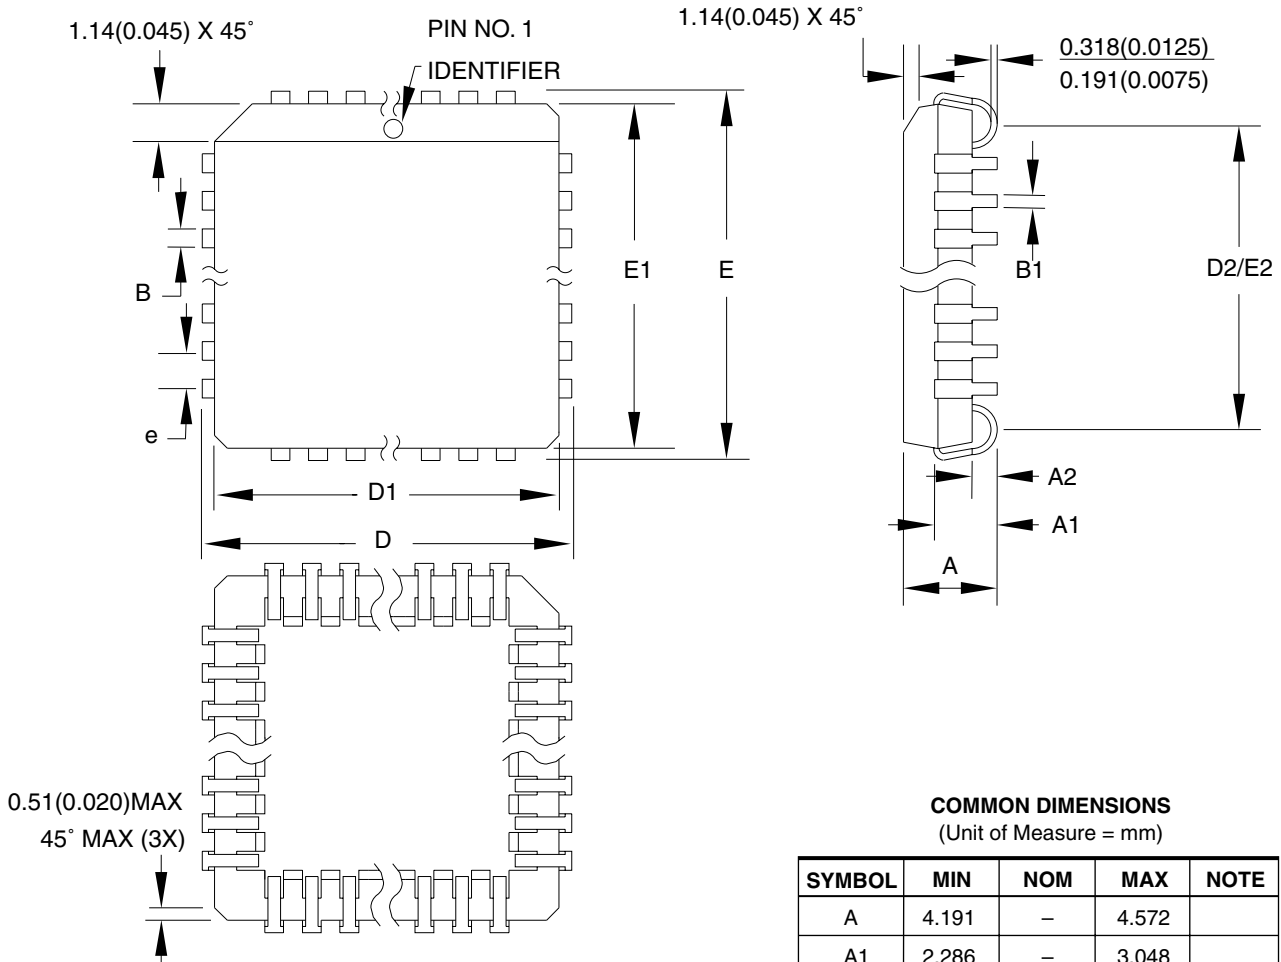 1.14(0.045) X 45˚
PIN NO. 1
IDENTIFIER
1.14(0.045) X 45˚
0.318(0.0125)
0.191(0.0075)
E1
E
B
e
D1
D
B1
D2/E2
A2
A1
A
0.51(0.020)MAX
45˚ MAX (3X)
COMMON DIMENSIONS
(Unit of Measure = mm)
SYMBOL MIN NOM MAX NOTE
A 4.191 – 4.572
A1 2.286 – 3.048